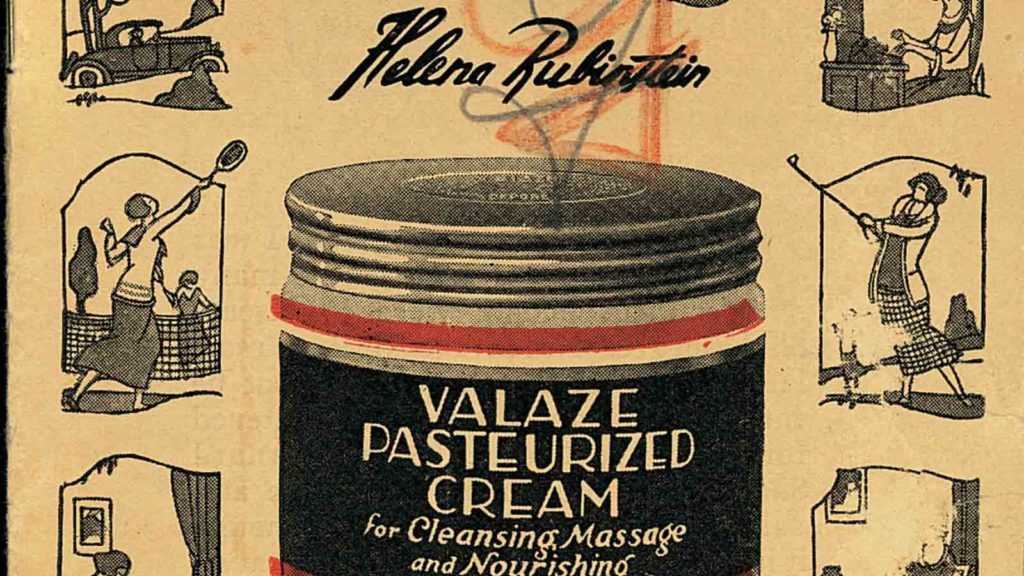 Helena Rubinstein
VALAZE
PASTEURIZED
CREAM
for Cleansing, Massage
and Nourishing